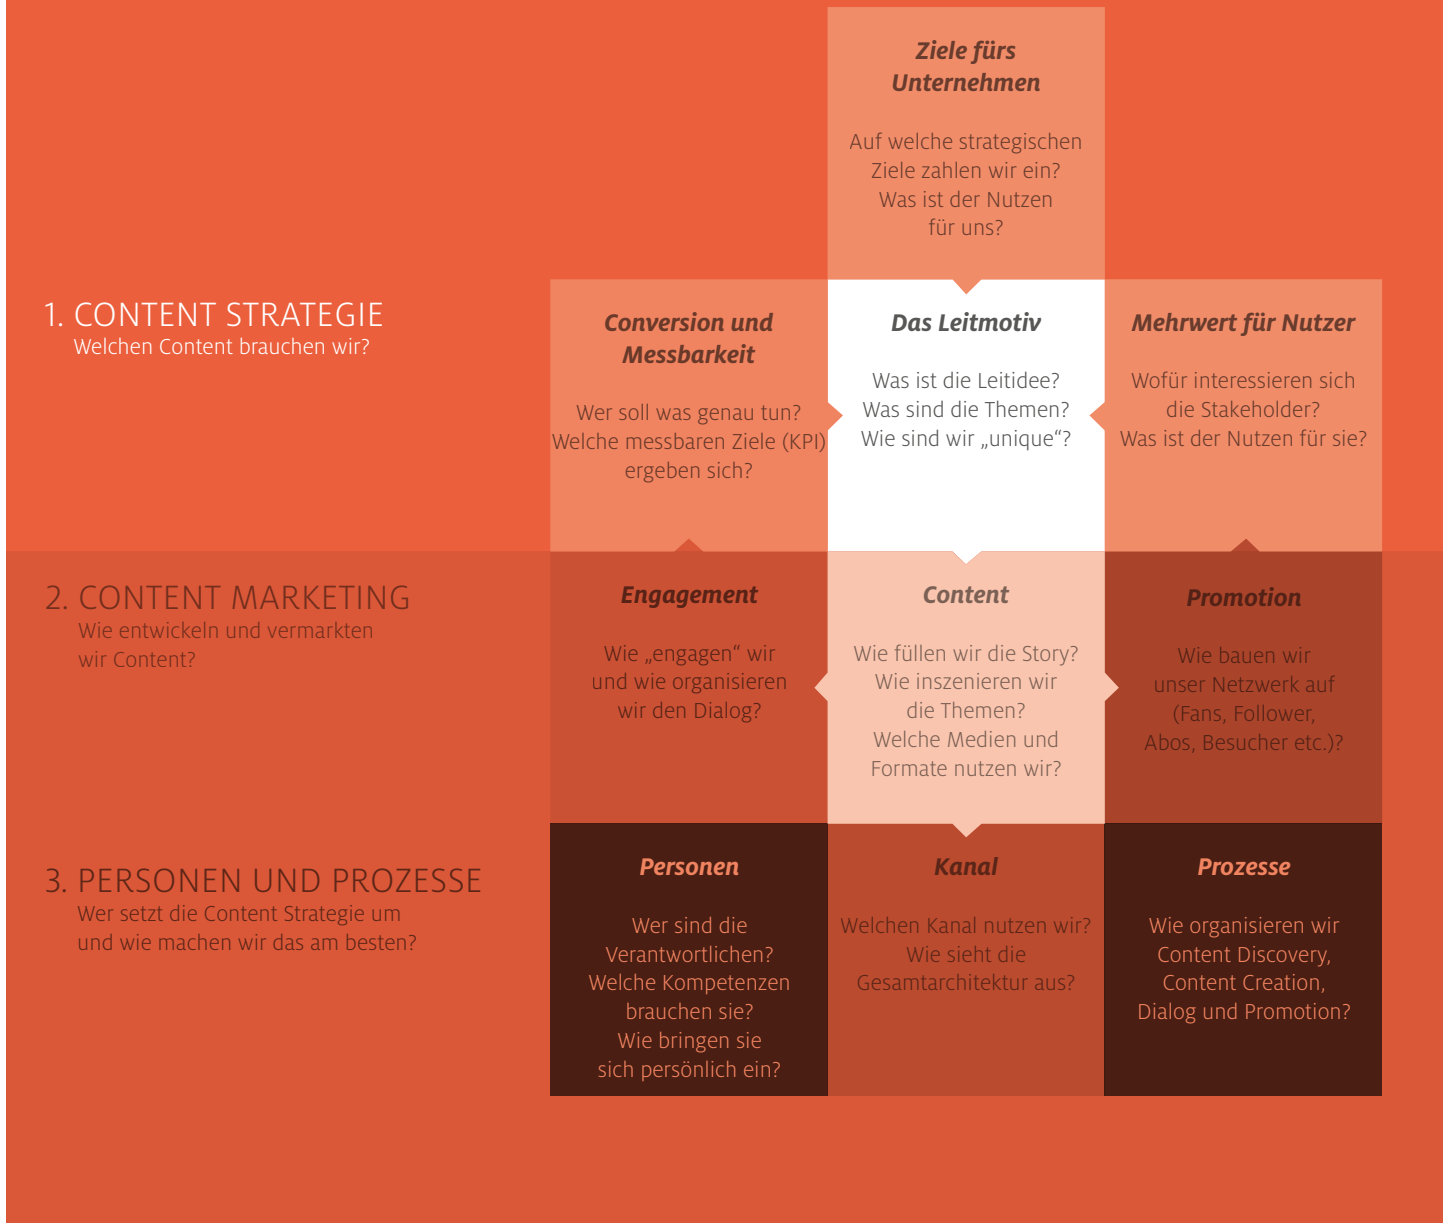 Ziele fürs
Unternehmen
Auf welche strategischen
Ziele zahlen wir ein?
Was ist der Nutzen
für uns?
1. CONTENT STRATEGIE
Welchen Content brauchen wir?
Conversion und
Messbarkeit
Wer soll was genau tun?
Welche messbaren Ziele (KPI)
ergeben sich?
Das Leitmotiv
Was ist die Leitidee?
Was sind die Themen?
Wie sind wir „unique“?
Mehrwert für Nutzer
Wofür interessieren sich
die Stakeholder?
Was ist der Nutzen für sie?
2. CONTENT MARKETING
Wie entwickeln und vermarkten
wir Content?
Engagement
Wie „engagen“ wir
und wie organisieren
wir den Dialog?
Content
Wie füllen wir die Story?
Wie inszenieren wir
die Themen?
Welche Medien und
Formate nutzen wir?
Promotion
Wie bauen wir
unser Netzwerk auf
(Fans, Follower,
Abos, Besucher etc.)?
3. PERSONEN UND PROZESSE
Wer setzt die Content Strategie um
und wie machen wir das am besten?
Personen
Wer sind die
Verantwortlichen?
Welche Kompetenzen
brauchen sie?
Wie bringen sie
sich persönlich ein?
Kanal
Welchen Kanal nutzen wir?
Wie sieht die
Gesamtarchitektur aus?
Prozesse
Wie organisieren wir
Content Discovery,
Content Creation,
Dialog und Promotion?